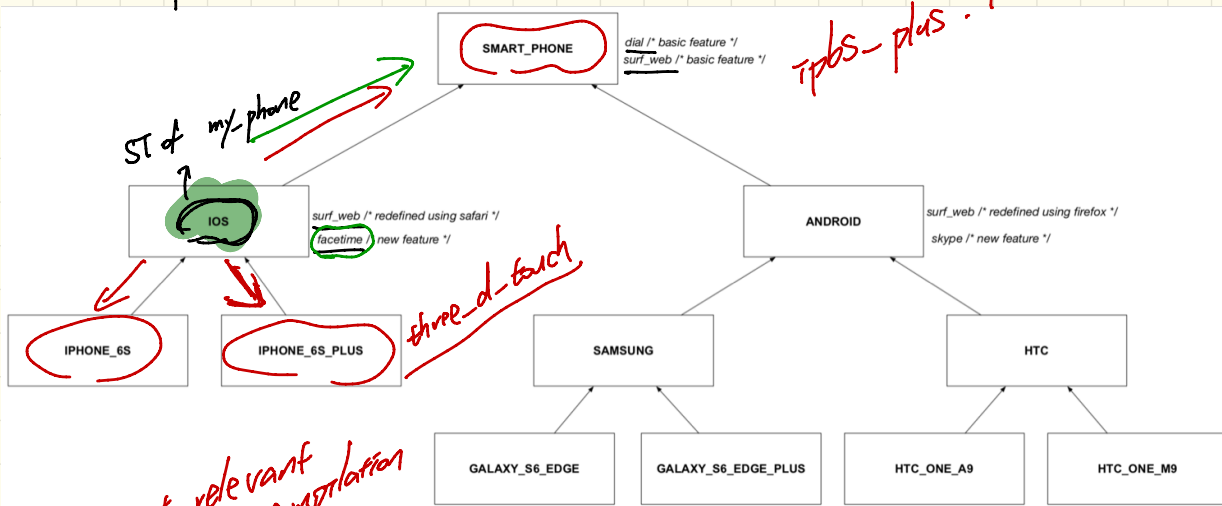 SMART_PHONE
dial /* basic feature */
surf_web /* basic feature */
ST of my_phone
IOS
surf_web /* redefined using safari */
facetime / new feature */
ANDROID
surf_web /* redefined using firefox */
skype /* new feature */
three_d_touch
IPHONE_6S
IPHONE_6S_PLUS
SAMSUNG
HTC
GALAXY_S6_EDGE
GALAXY_S6_EDGE_PLUS
HTC_ONE_A9
HTC_ONE_M9
relevant